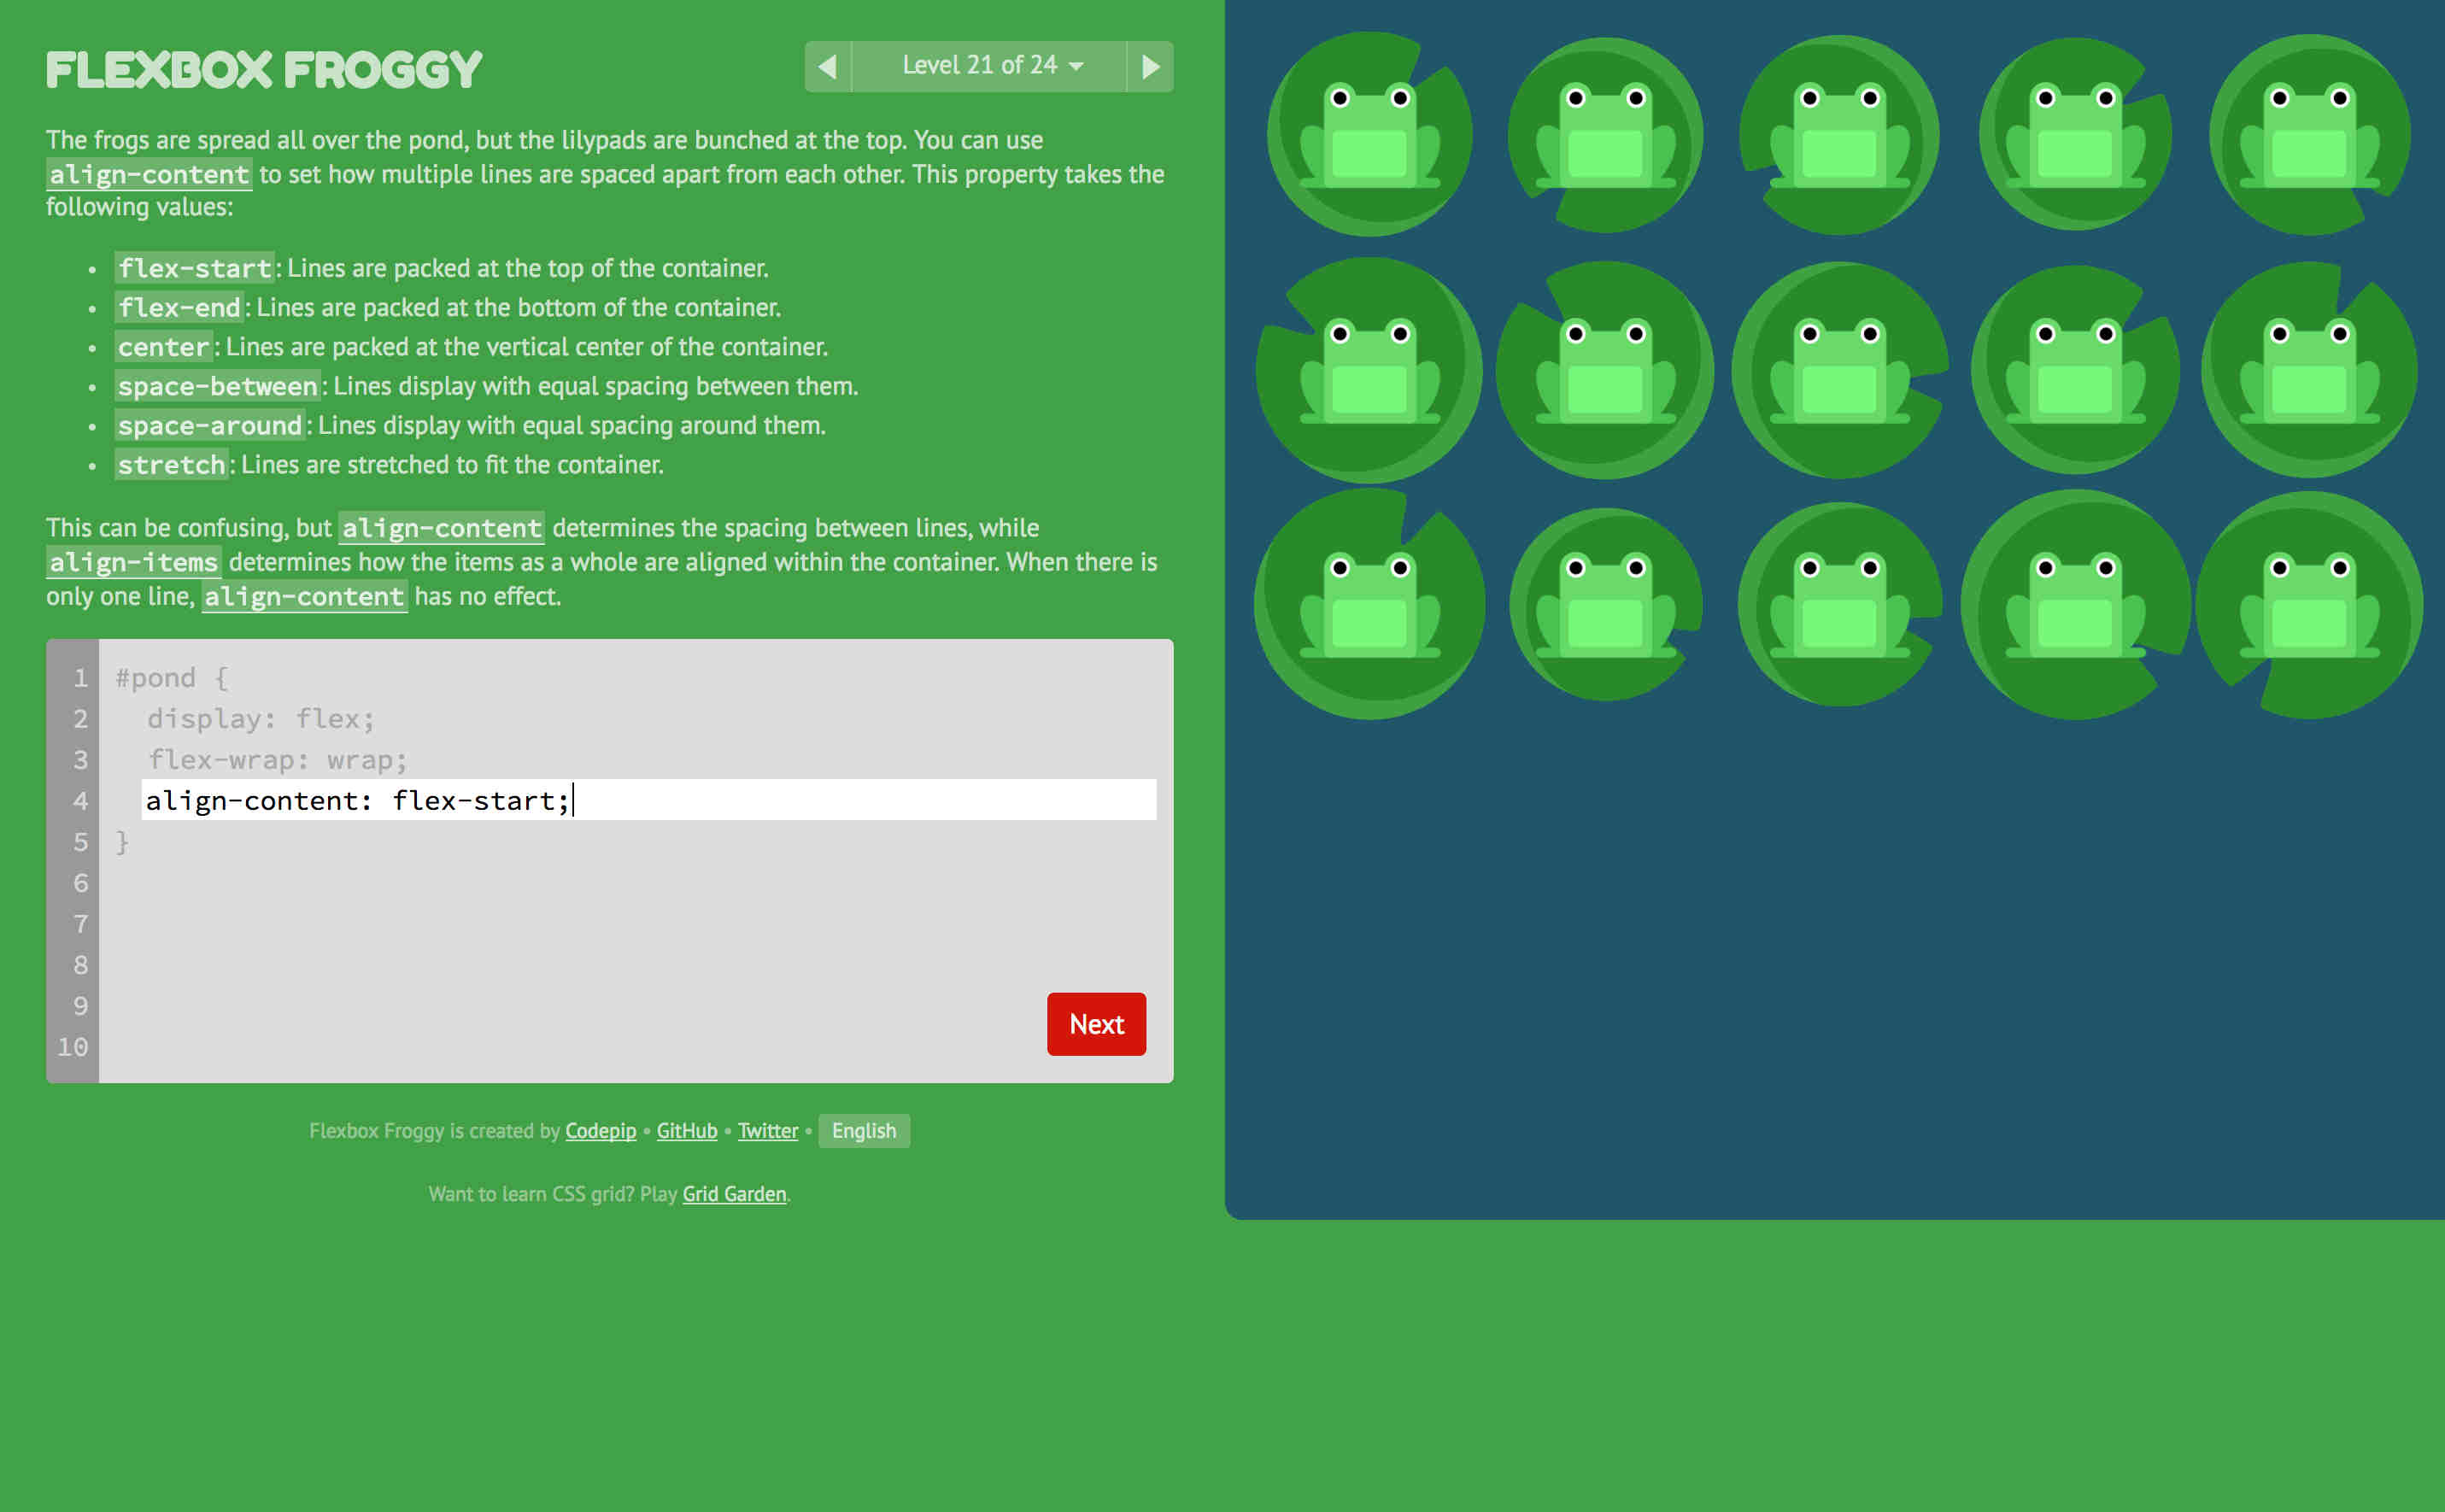 FLEXBOX FROGGY
Level 21 of 24
The frogs are spread all over the pond, but the lilypads are bunched at the top. You can use
align-content to set how multiple lines are spaced apart from each other. This property takes the
following values:
• flex-start: Lines are packed at the top of the container.
• flex-end: Lines are packed at the bottom of the container.
• center: Lines are packed at the vertical center of the container.
• space-between: Lines display with equal spacing between them.
• space-around: Lines display with equal spacing around them.
• stretch: Lines are stretched to fit the container.
This can be confusing, but align-content determines the spacing between lines, while
align-items determines how the items as a whole are aligned within the container. When there is
only one line, align-content has no effect.
1 #pond {
2 display: flex;
3 flex-wrap: wrap;
4 align-content: flex-start;
5 }
6
7
8
9
10
Next
Flexbox Froggy is created by Codepip • GitHub • Twitter • English
Want to learn CSS grid? Play Grid Garden.